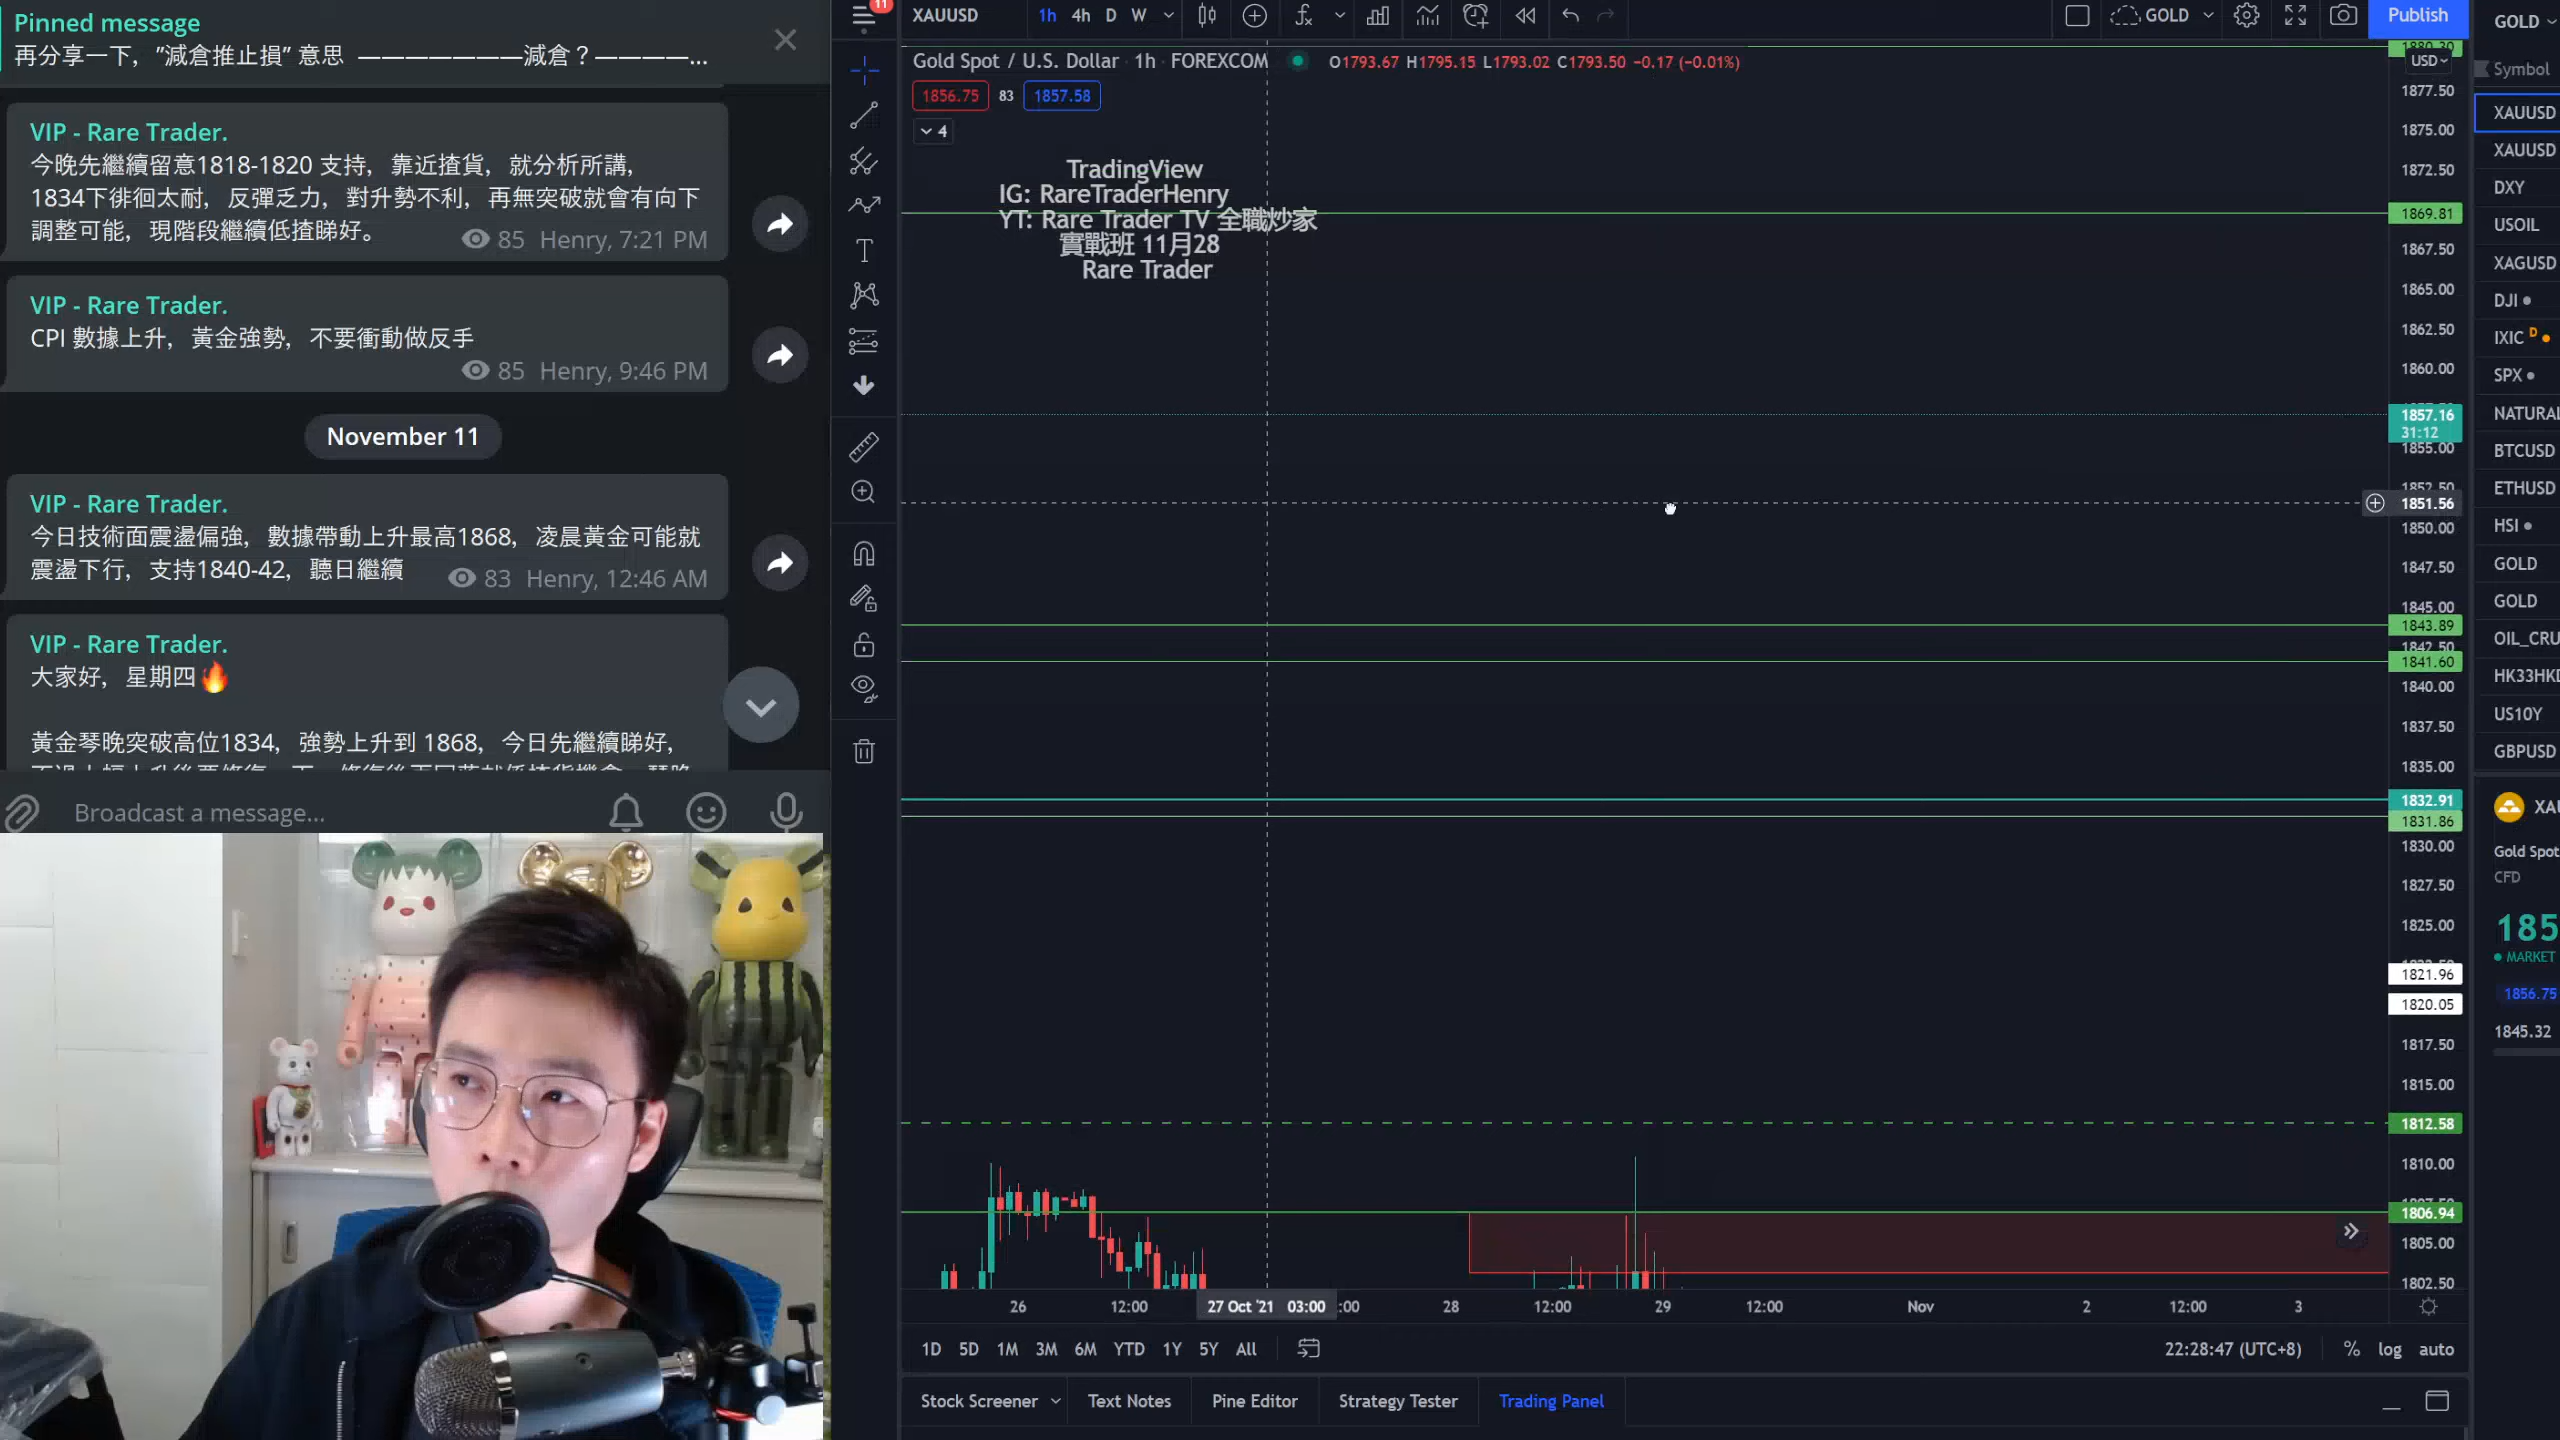 Pinned message
再分享一下，"減倉推止損" 意思 ———————減倉？————...
VIP - Rare Trader.
今晚先繼續留意1818-1820 支持，靠近揸貨，就分析所講，
1834下徘徊太耐，反彈乏力，對升勢不利，再無突破就會有向下
調整可能，現階段繼續低揸睇好。
85 Henry, 7:21 PM
VIP - Rare Trader.
CPI 數據上升，黃金強勢，不要衝動做反手
85 Henry, 9:46 PM
November 11
VIP - Rare Trader.
今日技術面震盪偏強，數據帶動上升最高1868，凌晨黃金可能就
震盪下行，支持1840-42，聽日繼續
83 Henry, 12:46 AM
VIP - Rare Trader.
大家好，星期四🔥
黃金琴晚突破高位1834，強勢上升到 1868，今日先繼續睇好，
Broadcast a message...
11
XAUUSD 1h 4h D W
GOLD
Publish
Gold Spot / U.S. Dollar · 1h · FOREXCOM O1793.67 H1795.15 L1793.02 C1793.50 −0.17 (−0.01%)
1856.75 83 1857.58
4
TradingView
IG: RareTraderHenry
YT: Rare Trader TV 全職炒家
實戰班 11月28
Rare Trader
USD
1877.50
1875.00
1872.50
1869.81
1867.50
1865.00
1862.50
1860.00
1857.16
31:12
1855.00
1851.56
1850.00
1847.50
1845.00
1843.89
1842.50
1841.60
1840.00
1837.50
1835.00
1832.91
1831.86
1830.00
1827.50
1825.00
1821.96
1820.05
1817.50
1815.00
1812.58
1810.00
1806.94
1805.00
1802.50
26 12:00 27 Oct '21 03:00 :00 28 12:00 29 12:00 Nov 2 12:00 3
1D 5D 1M 3M 6M YTD 1Y 5Y All
22:28:47 (UTC+8) % log auto
Stock Screener Text Notes Pine Editor Strategy Tester Trading Panel
GOLD
Symbol
XAUUSD
XAUUSD
DXY
USOIL
XAGUSD
DJI
IXIC D
SPX
NATURAL
BTCUSD
ETHUSD
HSI
GOLD
GOLD
OIL_CRU
HK33HKD
US10Y
GBPUSD
XAU
Gold Spot
CFD
185
MARKET
1856.75
1845.32